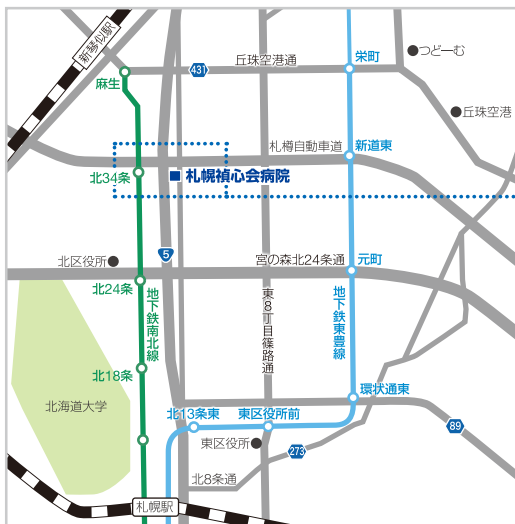 新琴似駅
麻生
431
丘珠空港通
栄町
つどーむ
丘珠空港
札樽自動車道
新道東
北34条
札幌禎心会病院
5
北区役所
宮の森北24条通
元町
北24条
地下鉄南北線
東8丁目篠路通
地下鉄東豊線
北18条
環状通東
北海道大学
北13条東
東区役所前
89
東区役所
273
北8条通
札幌駅